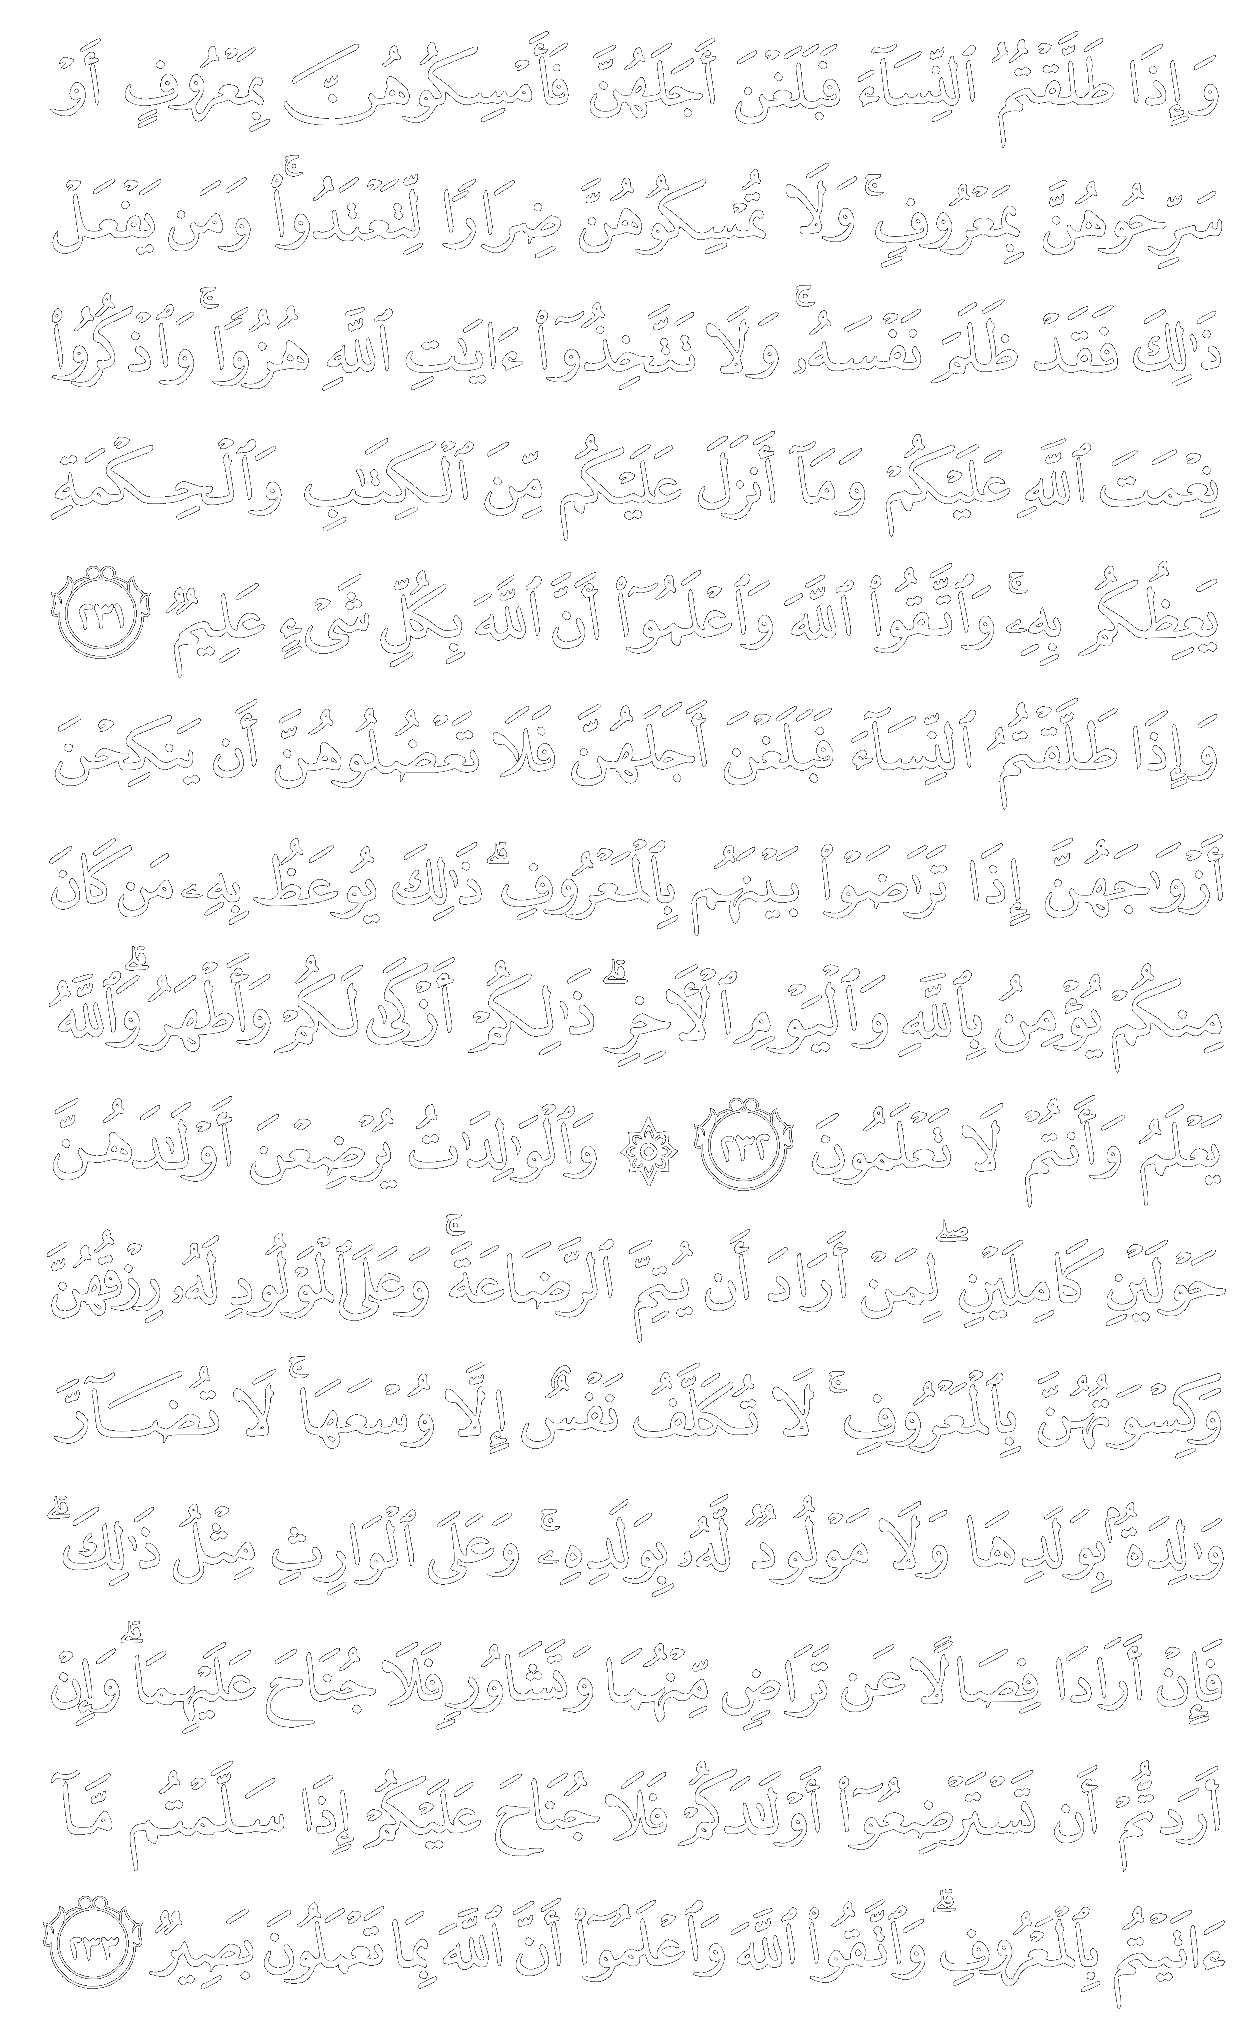 وَإِذَا طَلَّقْتُمُ ٱلنِّسَآءَ فَبَلَغْنَ أَجَلَهُنَّ فَأَمْسِكُوهُنَّ بِمَعْرُوفٍ أَوْ
سَرِّحُوهُنَّ بِمَعْرُوفٍ ۚ وَلَا تُمْسِكُوهُنَّ ضِرَارًا لِّتَعْتَدُوا۟ ۚ وَمَن يَفْعَلْ
ذَٰلِكَ فَقَدْ ظَلَمَ نَفْسَهُۥ ۚ وَلَا تَتَّخِذُوٓا۟ ءَايَٰتِ ٱللَّهِ هُزُوًا ۚ وَٱذْكُرُوا۟
نِعْمَتَ ٱللَّهِ عَلَيْكُمْ وَمَآ أَنزَلَ عَلَيْكُم مِّنَ ٱلْكِتَٰبِ وَٱلْحِكْمَةِ
يَعِظُكُم بِهِۦ ۚ وَٱتَّقُوا۟ ٱللَّهَ وَٱعْلَمُوٓا۟ أَنَّ ٱللَّهَ بِكُلِّ شَىْءٍ عَلِيمٌ ٢٣١
وَإِذَا طَلَّقْتُمُ ٱلنِّسَآءَ فَبَلَغْنَ أَجَلَهُنَّ فَلَا تَعْضُلُوهُنَّ أَن يَنكِحْنَ
أَزْوَٰجَهُنَّ إِذَا تَرَٰضَوْا۟ بَيْنَهُم بِٱلْمَعْرُوفِ ۗ ذَٰلِكَ يُوعَظُ بِهِۦ مَن كَانَ
مِنكُمْ يُؤْمِنُ بِٱللَّهِ وَٱلْيَوْمِ ٱلْأَخِرِ ۗ ذَٰلِكُمْ أَزْكَىٰ لَكُمْ وَأَطْهَرُ ۗ وَٱللَّهُ
يَعْلَمُ وَأَنتُمْ لَا تَعْلَمُونَ ٢٣٢ ۞ وَٱلْوَٰلِدَٰتُ يُرْضِعْنَ أَوْلَٰدَهُنَّ
حَوْلَيْنِ كَامِلَيْنِ ۖ لِمَنْ أَرَادَ أَن يُتِمَّ ٱلرَّضَاعَةَ ۚ وَعَلَى ٱلْمَوْلُودِ لَهُۥ رِزْقُهُنَّ
وَكِسْوَتُهُنَّ بِٱلْمَعْرُوفِ ۚ لَا تُكَلَّفُ نَفْسٌ إِلَّا وُسْعَهَا ۚ لَا تُضَآرَّ
وَٰلِدَةٌۢ بِوَلَدِهَا وَلَا مَوْلُودٌ لَّهُۥ بِوَلَدِهِۦ ۚ وَعَلَى ٱلْوَارِثِ مِثْلُ ذَٰلِكَ ۗ
فَإِنْ أَرَادَا فِصَالًا عَن تَرَاضٍ مِّنْهُمَا وَتَشَاوُرٍ فَلَا جُنَاحَ عَلَيْهِمَا ۗ وَإِنْ
أَرَدتُّمْ أَن تَسْتَرْضِعُوٓا۟ أَوْلَٰدَكُمْ فَلَا جُنَاحَ عَلَيْكُمْ إِذَا سَلَّمْتُم مَّآ
ءَاتَيْتُم بِٱلْمَعْرُوفِ ۗ وَٱتَّقُوا۟ ٱللَّهَ وَٱعْلَمُوٓا۟ أَنَّ ٱللَّهَ بِمَا تَعْمَلُونَ بَصِيرٌ ٢٣٣